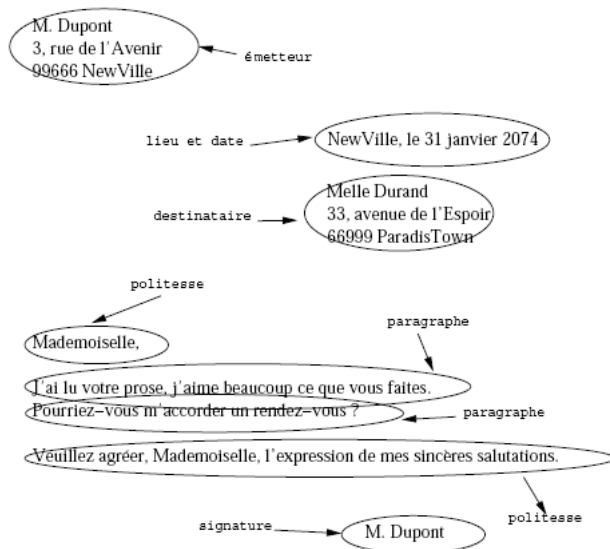 M. Dupont
3, rue de l'Avenir
99666 NewVille
émetteur
lieu et date
NewVille, le 31 janvier 2074
Melle Durand
33, avenue de l'Espoir
66999 ParadisTown
destinataire
politesse
paragraphe
Mademoiselle,
J'ai lu votre prose, j'aime beaucoup ce que vous faites.
Pourriez-vous m'accorder un rendez-vous ?
paragraphe
Veuillez agréer, Mademoiselle, l'expression de mes sincères salutations.
politesse
signature
M. Dupont